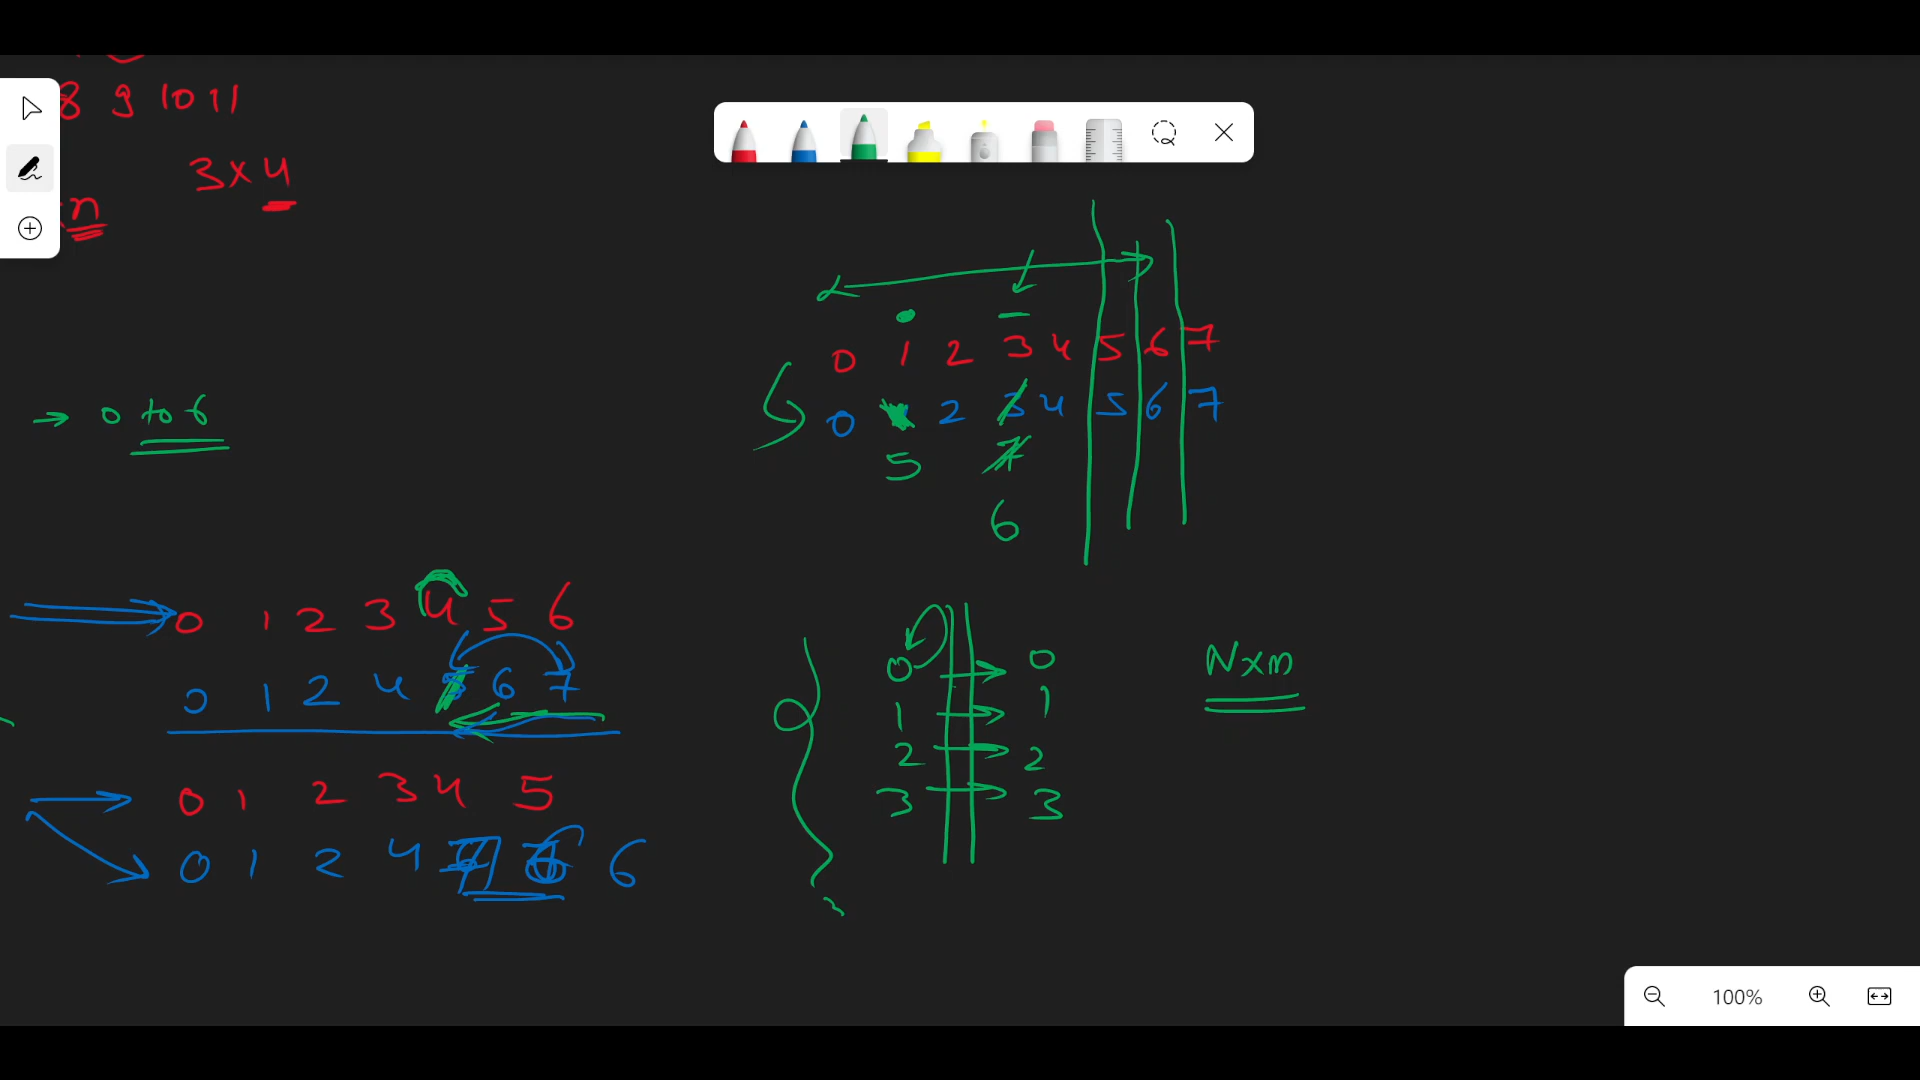 8 9 10 11
3 x 4
n
0 1 2 3 4 5 6 7
0 2 3 4 5 6 7
5 7
6
→ 0 to 6
0 1 2 3 4 5 6
0 1 2 4 5 6 7
0 1 2 3 4 5
0 1 2 4 6
0 → 0
1 → 1
2 → 2
3 → 3
N x m
100%